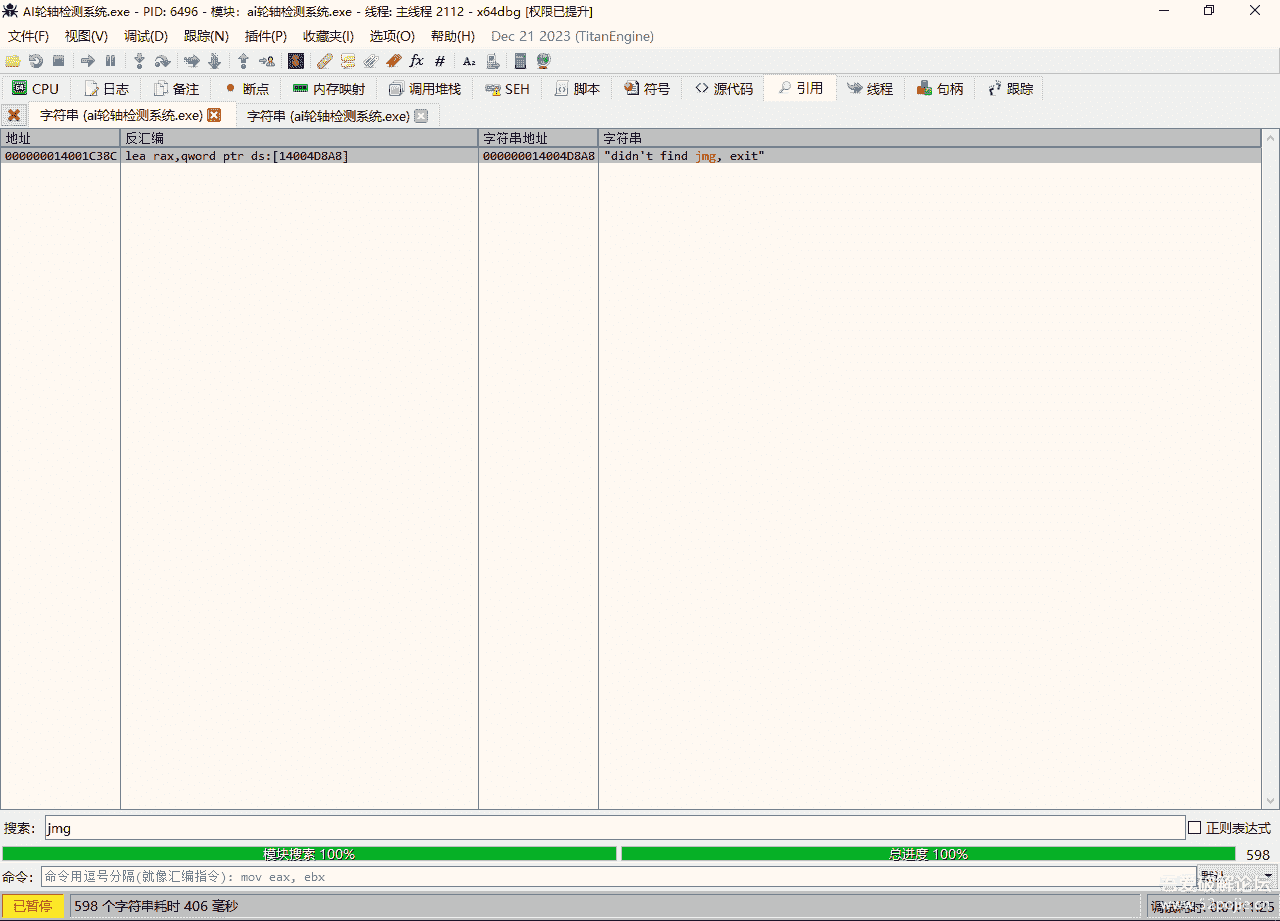 AI轮轴检测系统.exe - PID: 6496 - 模块: ai轮轴检测系统.exe - 线程: 主线程 2112 - x64dbg [权限已提升]
文件(F) 视图(V) 调试(D) 跟踪(N) 插件(P) 收藏夹(I) 选项(O) 帮助(H) Dec 21 2023 (TitanEngine)
CPU 日志 备注 断点 内存映射 调用堆栈 SEH 脚本 符号 源代码 引用 线程 句柄 跟踪
字符串 (ai轮轴检测系统.exe) 字符串 (ai轮轴检测系统.exe)
地址 反汇编 字符串地址 字符串
000000014001C38C lea rax,qword ptr ds:[14004D8A8] 000000014004D8A8 "didn't find jmg, exit"
搜索: jmg 正则表达式
模块搜索 100% 总进度 100% 598
命令: 命令用逗号分隔(就像汇编指令): mov eax, ebx 默认
已暂停 598 个字符串耗时 406 毫秒 调试耗时: